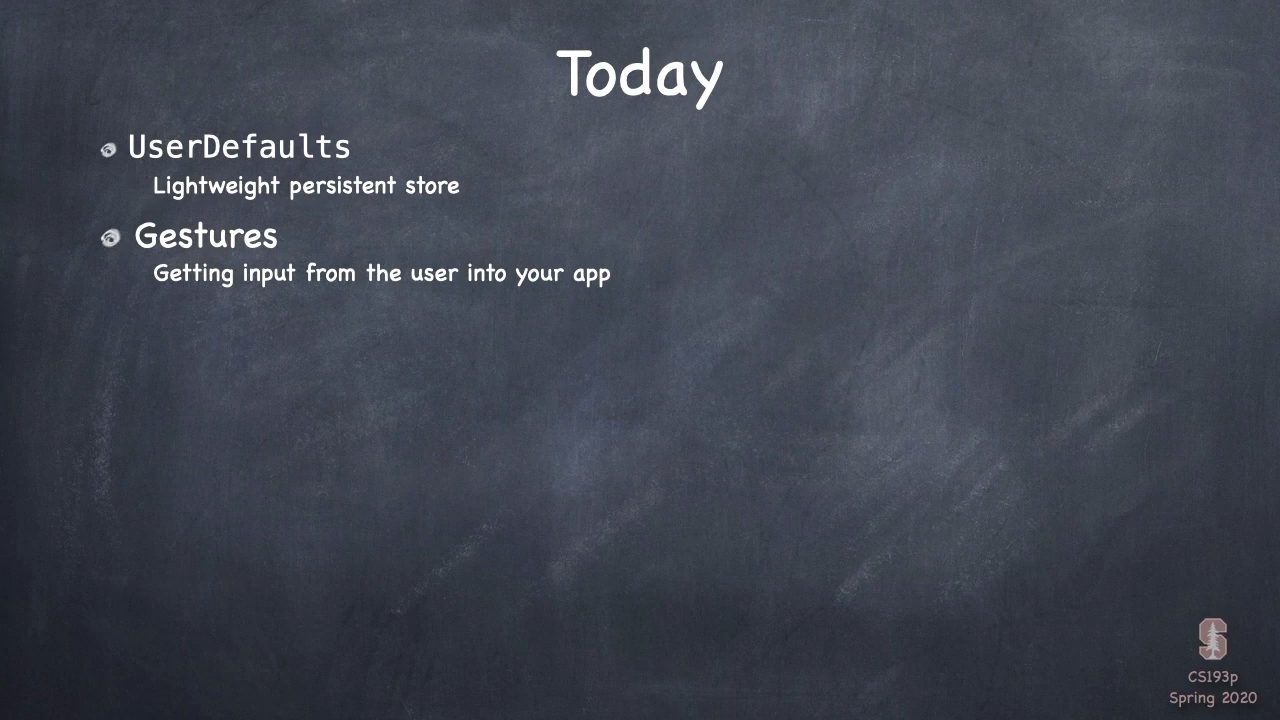 Today
UserDefaults
Lightweight persistent store
Gestures
Getting input from the user into your app
S
CS193p
Spring 2020